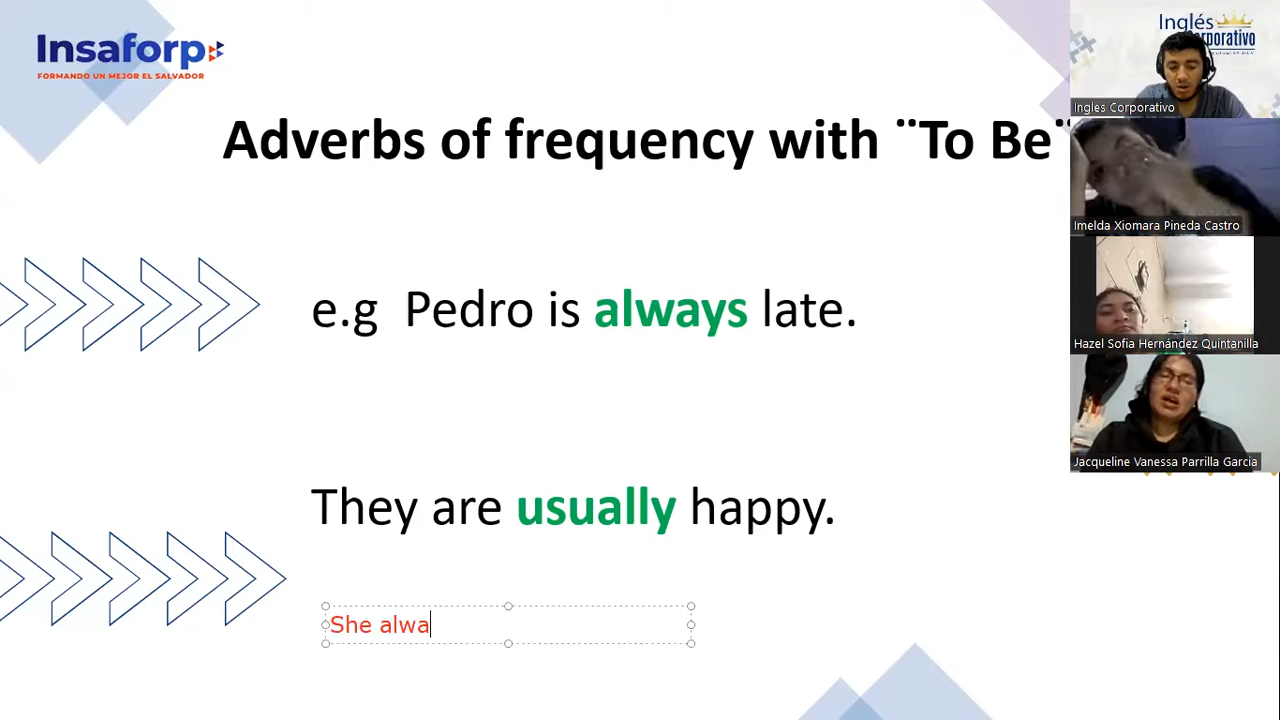 Insaforp
FORMANDO UN MEJOR EL SALVADOR
Adverbs of frequency with ¨To Be¨
e.g Pedro is always late.
They are usually happy.
She alwa
Inglés
Corporativo
Ingles Corporativo
Imelda Xiomara Pineda Castro
Hazel Sofia Hernández Quintanilla
Jacqueline Vanessa Parrilla Garcia